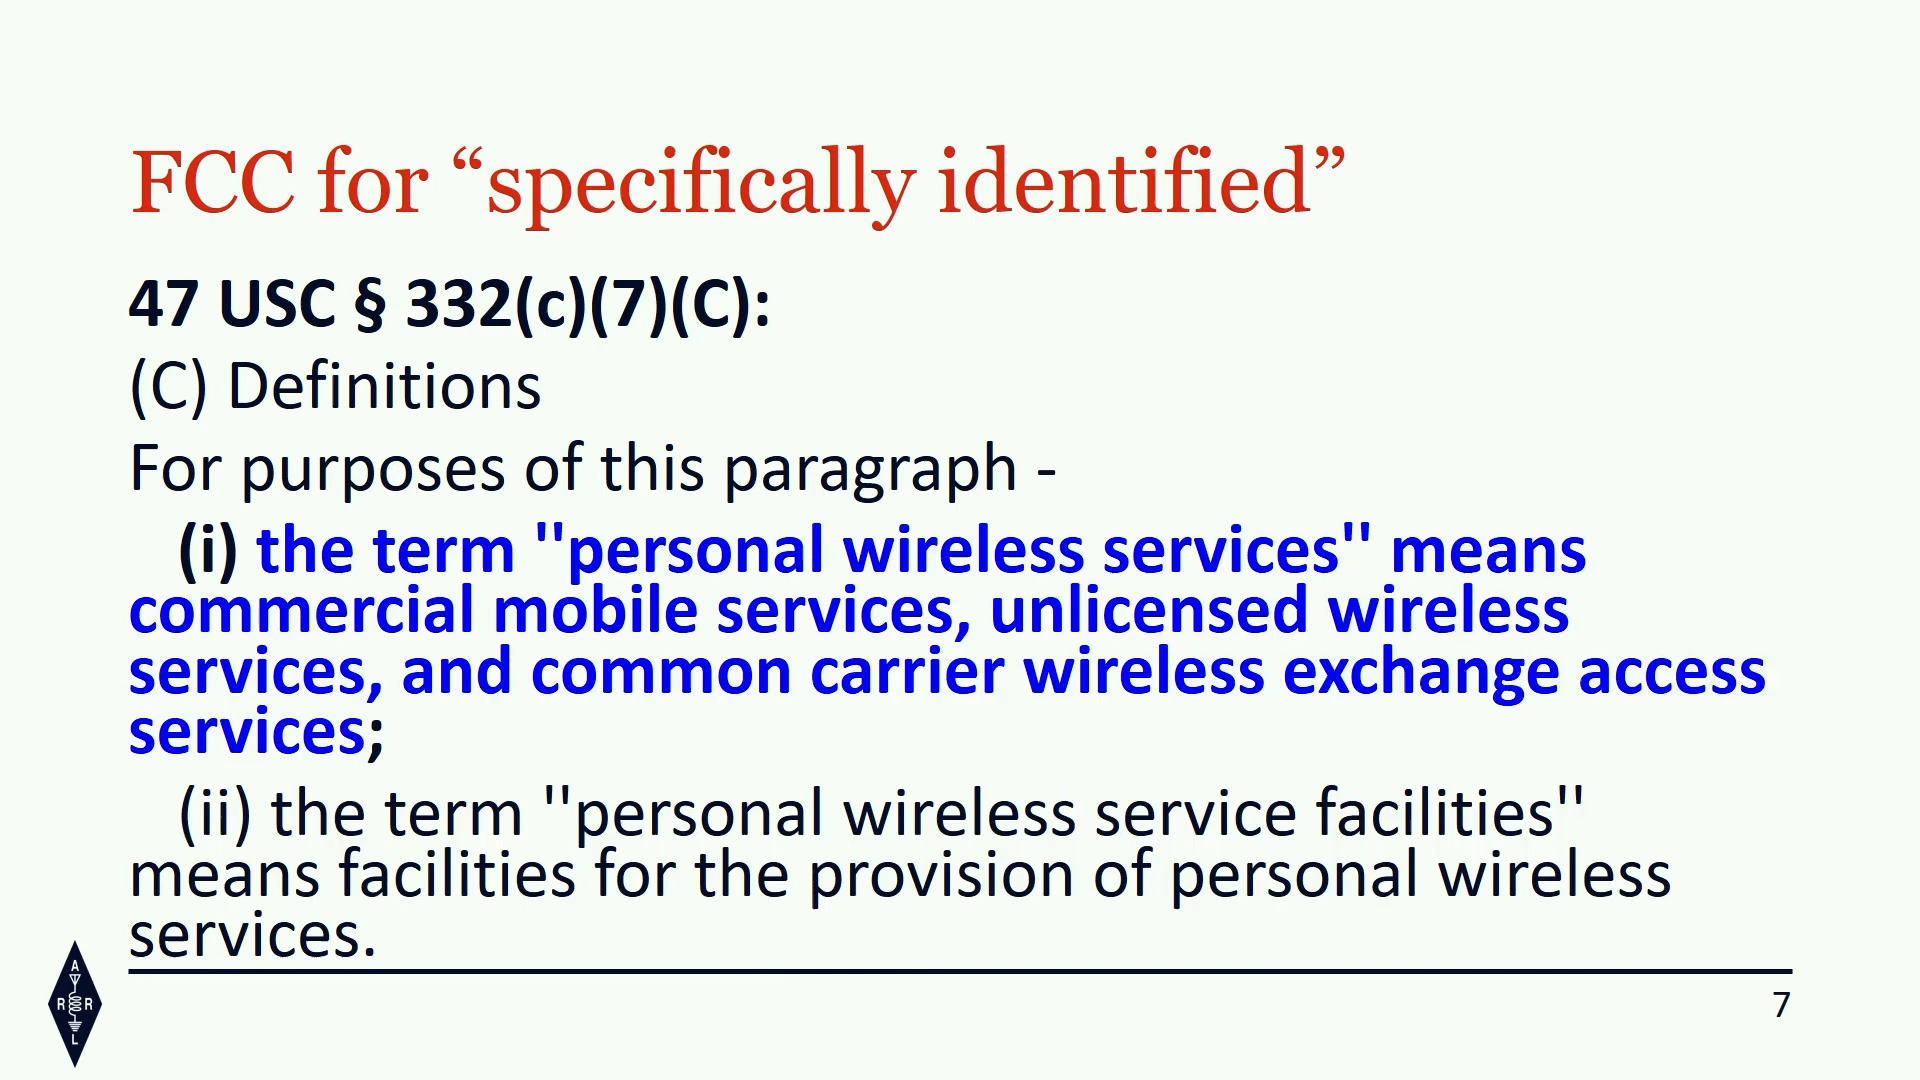 FCC for “specifically identified”
47 USC § 332(c)(7)(C):
(C) Definitions
For purposes of this paragraph -
(i) the term ''personal wireless services'' means
commercial mobile services, unlicensed wireless
services, and common carrier wireless exchange access
services;
(ii) the term ''personal wireless service facilities''
means facilities for the provision of personal wireless
services.
A
R R
L
7